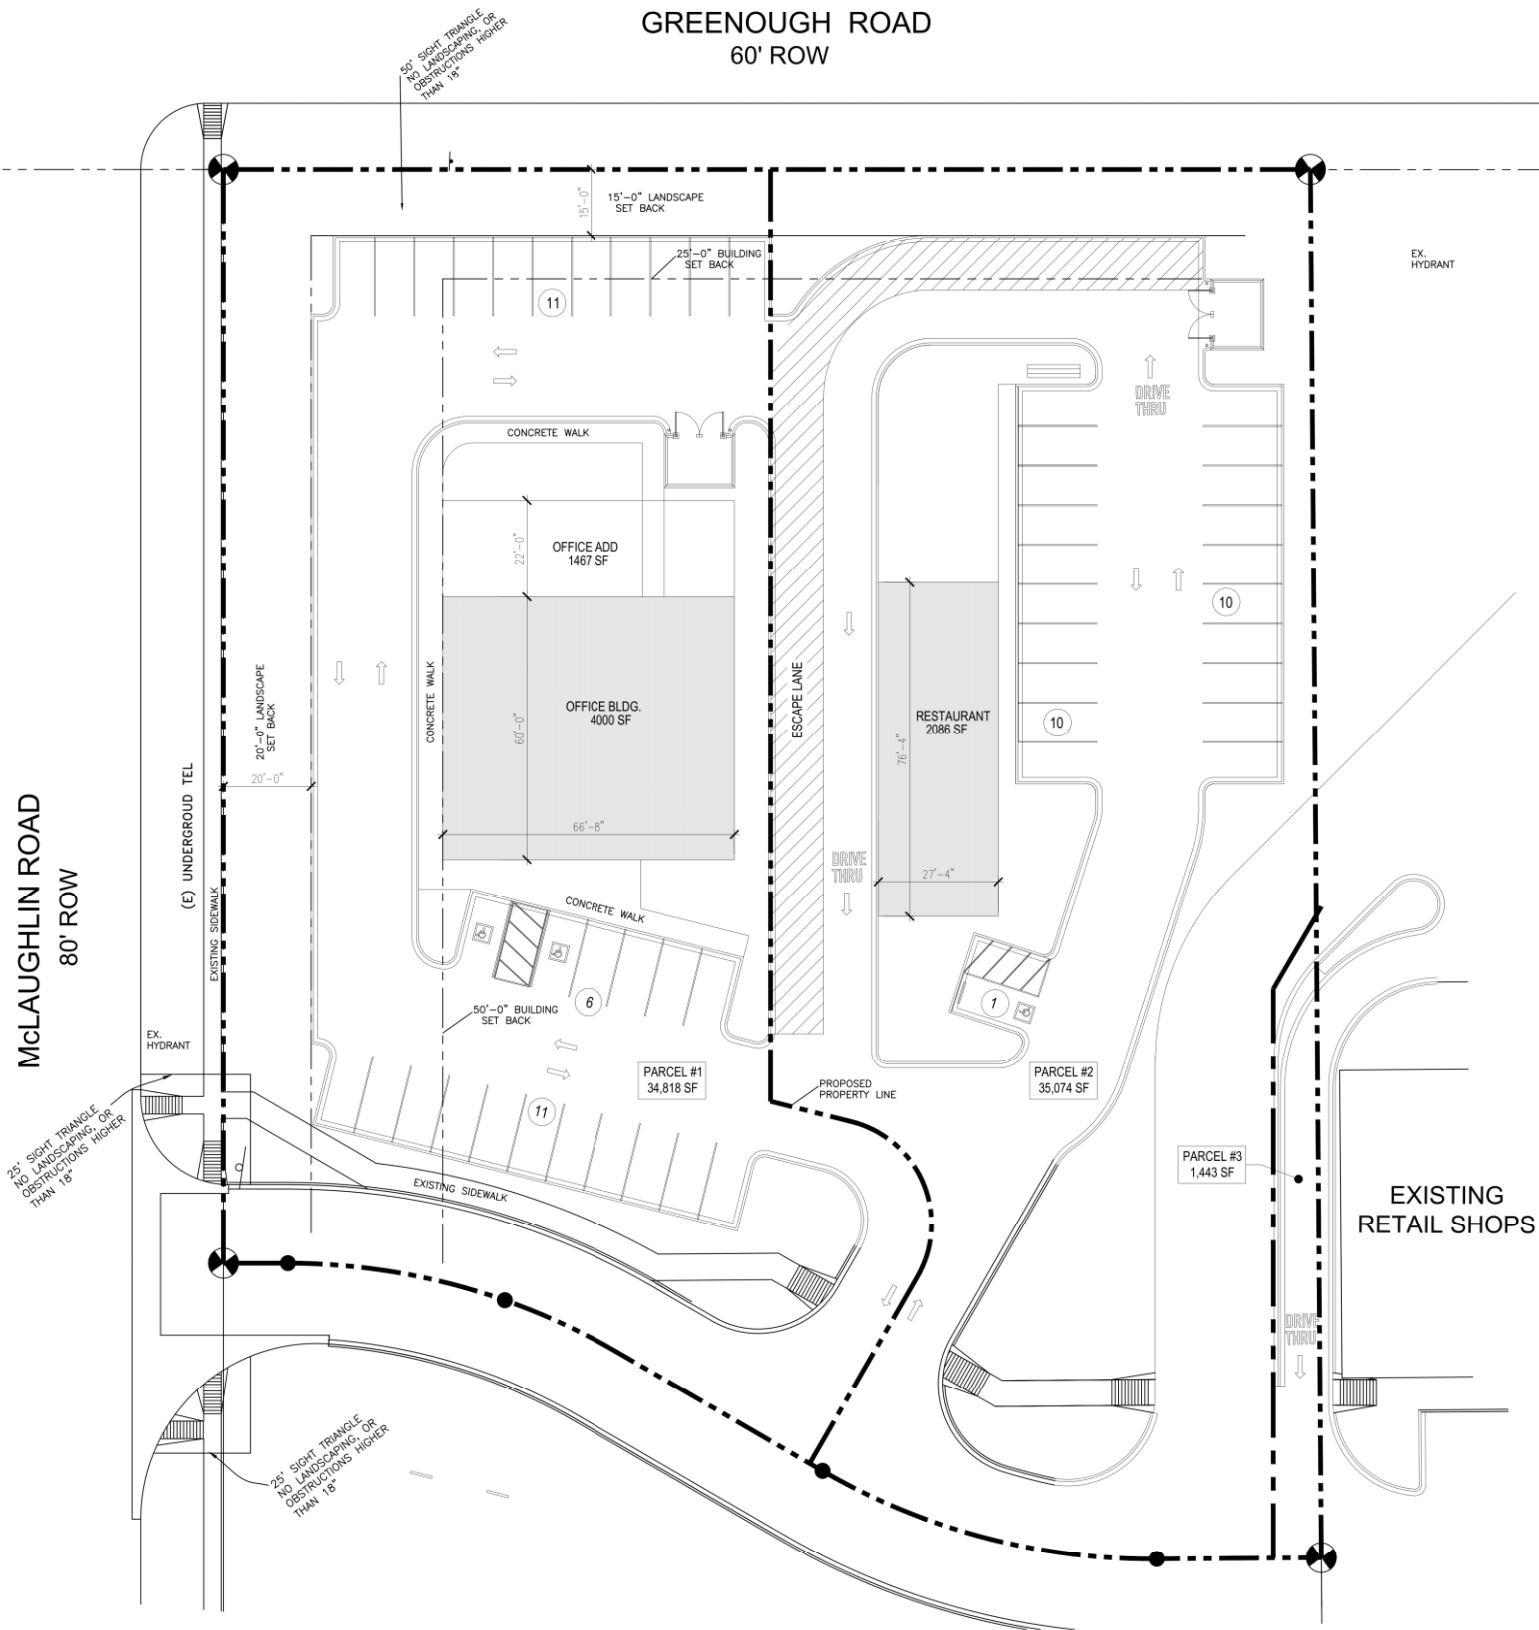 GREENOUGH ROAD
60' ROW
50' SIGHT TRIANGLE
NO LANDSCAPING, OR
OBSTRUCTIONS HIGHER
THAN 18"
15'-0"
15'-0" LANDSCAPE
SET BACK
25'-0" BUILDING
SET BACK
EX.
HYDRANT
11
DRIVE
THRU
CONCRETE WALK
22'-0"
OFFICE ADD
1467 SF
10
20'-0" LANDSCAPE
SET BACK
CONCRETE WALK
60'-0"
OFFICE BLDG.
4000 SF
ESCAPE LANE
RESTAURANT
2086 SF
76'-4"
10
20'-0"
66'-8"
McLAUGHLIN ROAD
80' ROW
(E) UNDERGROUD TEL
EXISTING SIDEWALK
DRIVE
THRU
27'-4"
CONCRETE WALK
6
1
50'-0" BUILDING
SET BACK
EX.
HYDRANT
PARCEL #1
34,818 SF
PARCEL #2
35,074 SF
PROPOSED
PROPERTY LINE
11
25' SIGHT TRIANGLE
NO LANDSCAPING, OR
OBSTRUCTIONS HIGHER
THAN 18"
EXISTING SIDEWALK
PARCEL #3
1,443 SF
EXISTING
RETAIL SHOPS
DRIVE
THRU
25' SIGHT TRIANGLE
NO LANDSCAPING, OR
OBSTRUCTIONS HIGHER
THAN 18"